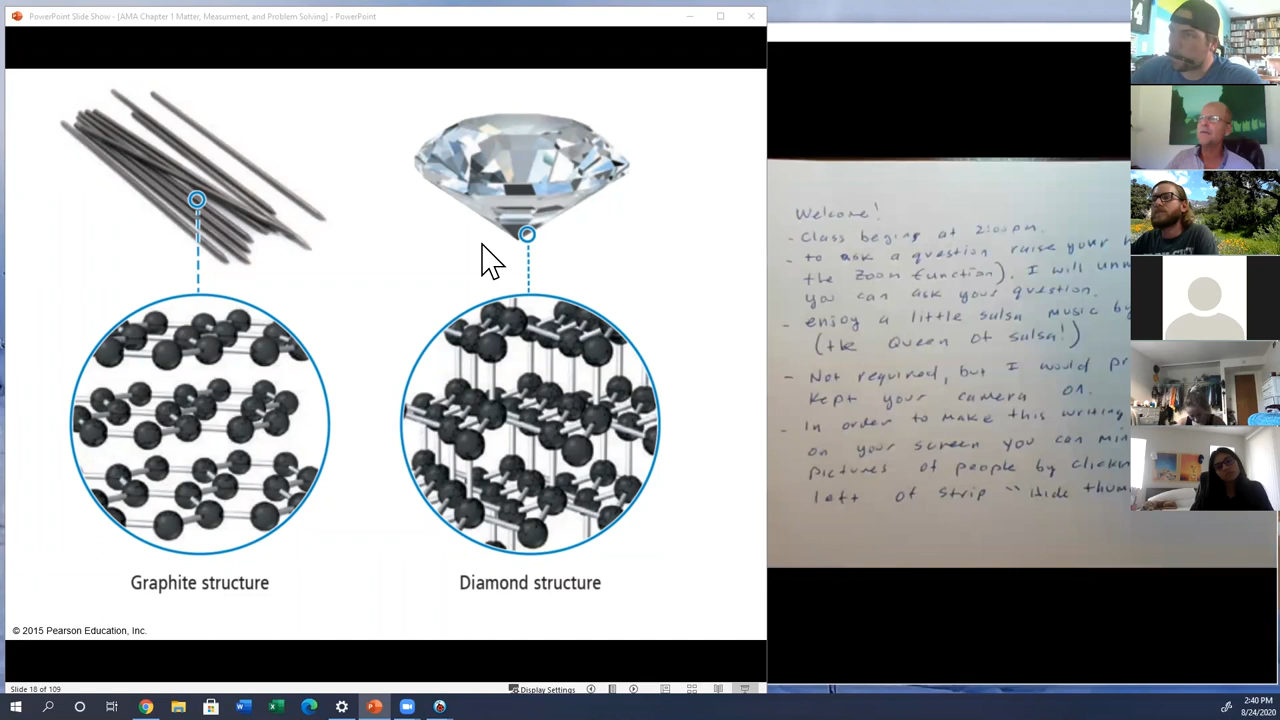 PowerPoint Slide Show - [AMA Chapter 1 Matter, Measurment, and Problem Solving] - PowerPoint
Graphite structure
Diamond structure
© 2015 Pearson Education, Inc.
Slide 18 of 109
Display Settings
Welcome!
- Class begins at 2:00pm.
- to ask a question raise your
the Zoom function). I will
you can ask your question.
- enjoy a little salsa music by
(the Queen of salsa!)
- Not required, but I would
kept your camera on.
- In order to make this writing
on your screen you can
pictures of people by
left of strip "Hide
2:40 PM
8/24/2020